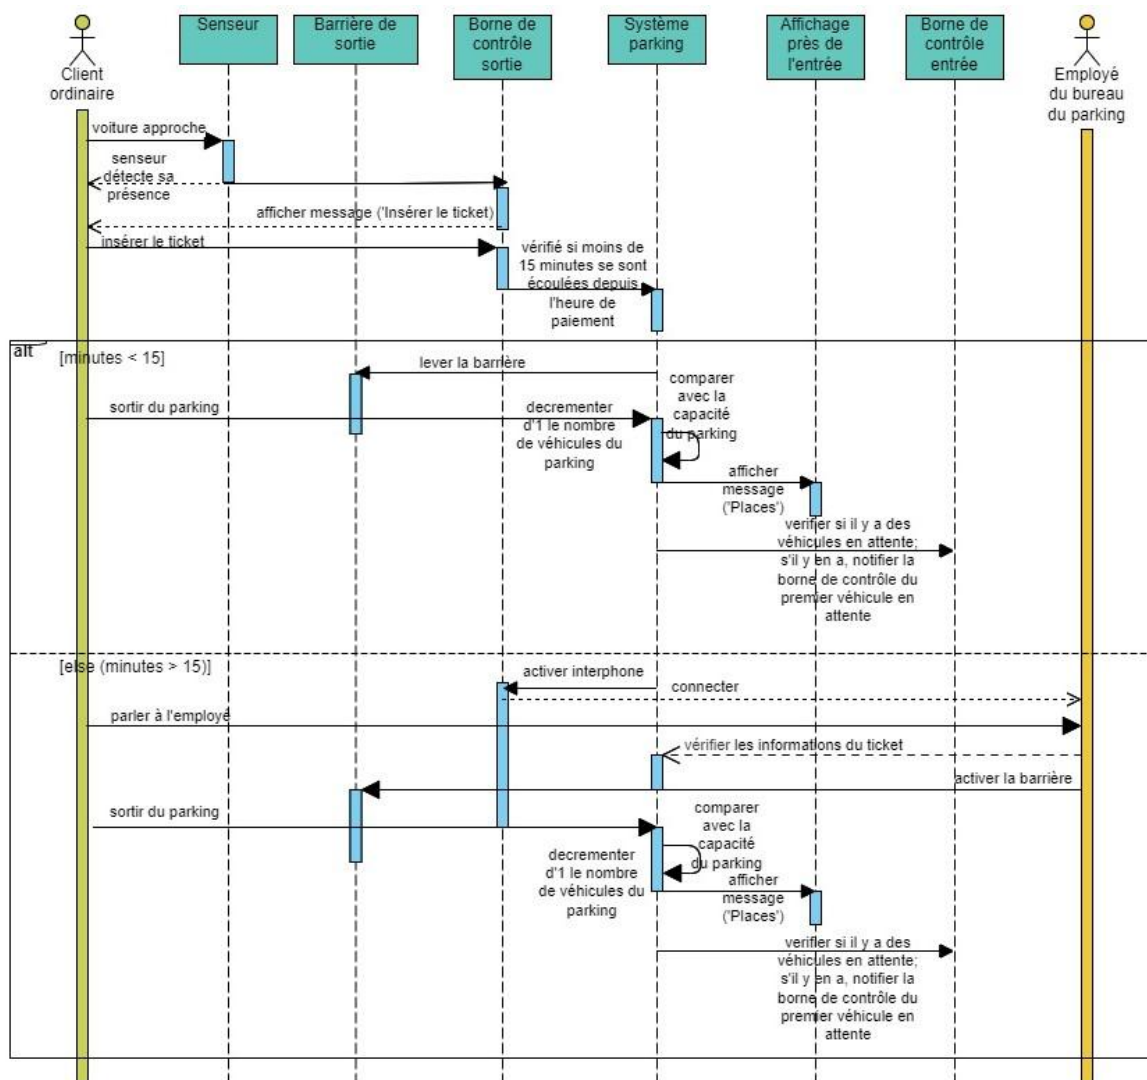 Senseur
Barrière de
sortie
Borne de
contrôle
sortie
Système
parking
Affichage
près de
l'entrée
Borne de
contrôle
entrée
Client
ordinaire
Employé
du bureau
du parking
voiture approche
senseur
détecte sa
présence
afficher message ('Insérer le ticket)
insérer le ticket
vérifié si moins de
15 minutes se sont
écoulées depuis
l'heure de
paiement
alt
[minutes < 15]
lever la barrière
comparer
avec la
capacité
du parking
sortir du parking
decrementer
d'1 le nombre
de véhicules du
parking
afficher
message
('Places')
verifier si il y a des
véhicules en attente;
s'il y en a, notifier la
borne de contrôle du
premier véhicule en
attente
[else (minutes > 15)]
activer interphone
connecter
parler à l'employé
vérifier les informations du ticket
activer la barrière
sortir du parking
comparer
avec la
capacité
du parking
decrementer
d'1 le nombre
de véhicules du
parking
afficher
message
('Places')
verifier si il y a des
véhicules en attente;
s'il y en a, notifier la
borne de contrôle du
premier véhicule en
attente